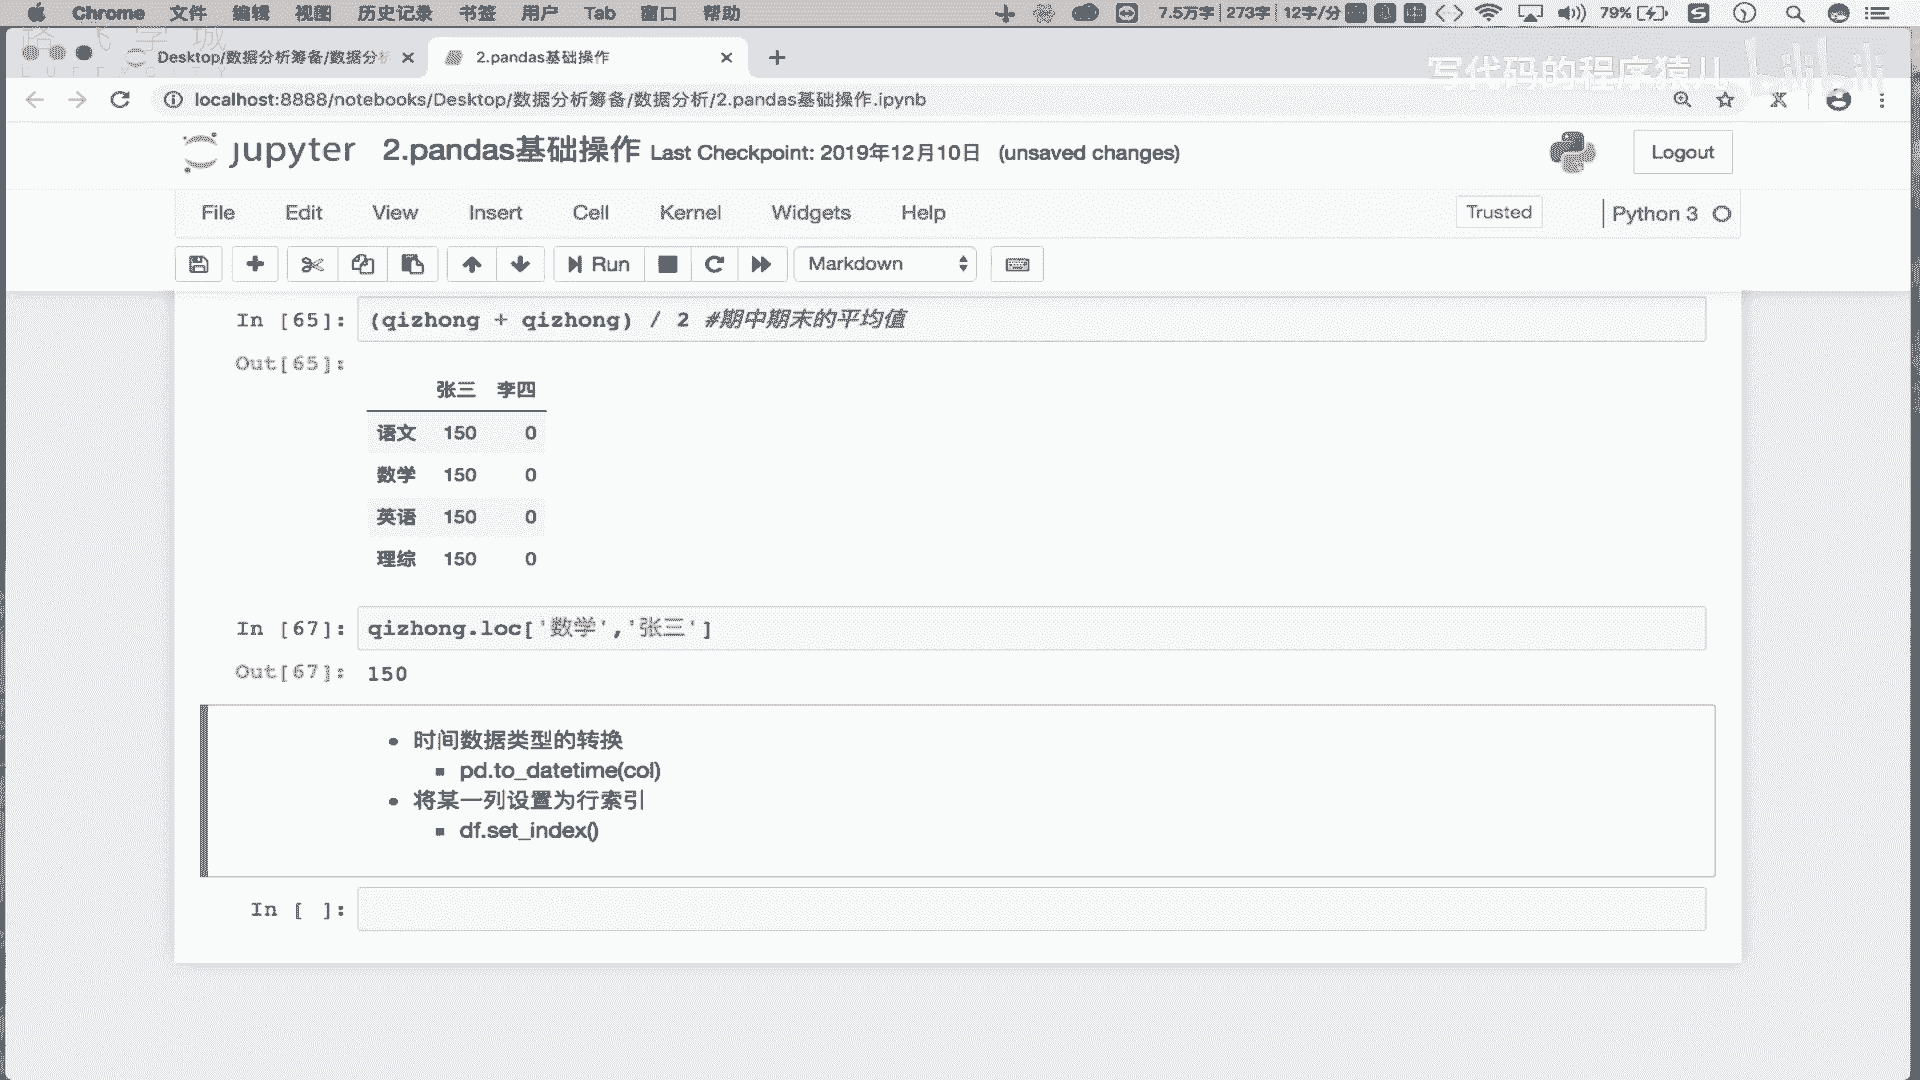 Chrome 文件 编辑 视图 历史记录 书签 用户 Tab 窗口 帮助 7.5万字 273字 12字/分 79%
路飞学城
LUFFYCITY
Desktop/数据分析筹备/数据分析
2.pandas基础操作
写代码的程序猿儿 bilibili
localhost:8888/notebooks/Desktop/数据分析筹备/数据分析/2.pandas基础操作.ipynb
jupyter 2.pandas基础操作 Last Checkpoint: 2019年12月10日 (unsaved changes) Logout
File Edit View Insert Cell Kernel Widgets Help Trusted Python 3
Run Markdown
In [65]: (qizhong + qizhong) / 2 #期中期末的平均值
Out[65]:
张三 李四
语文 150 0
数学 150 0
英语 150 0
理综 150 0
In [67]: qizhong.loc['数学','张三']
Out[67]: 150
时间数据类型的转换
pd.to_datetime(col)
将某一列设置为行索引
df.set_index()
In [ ]: